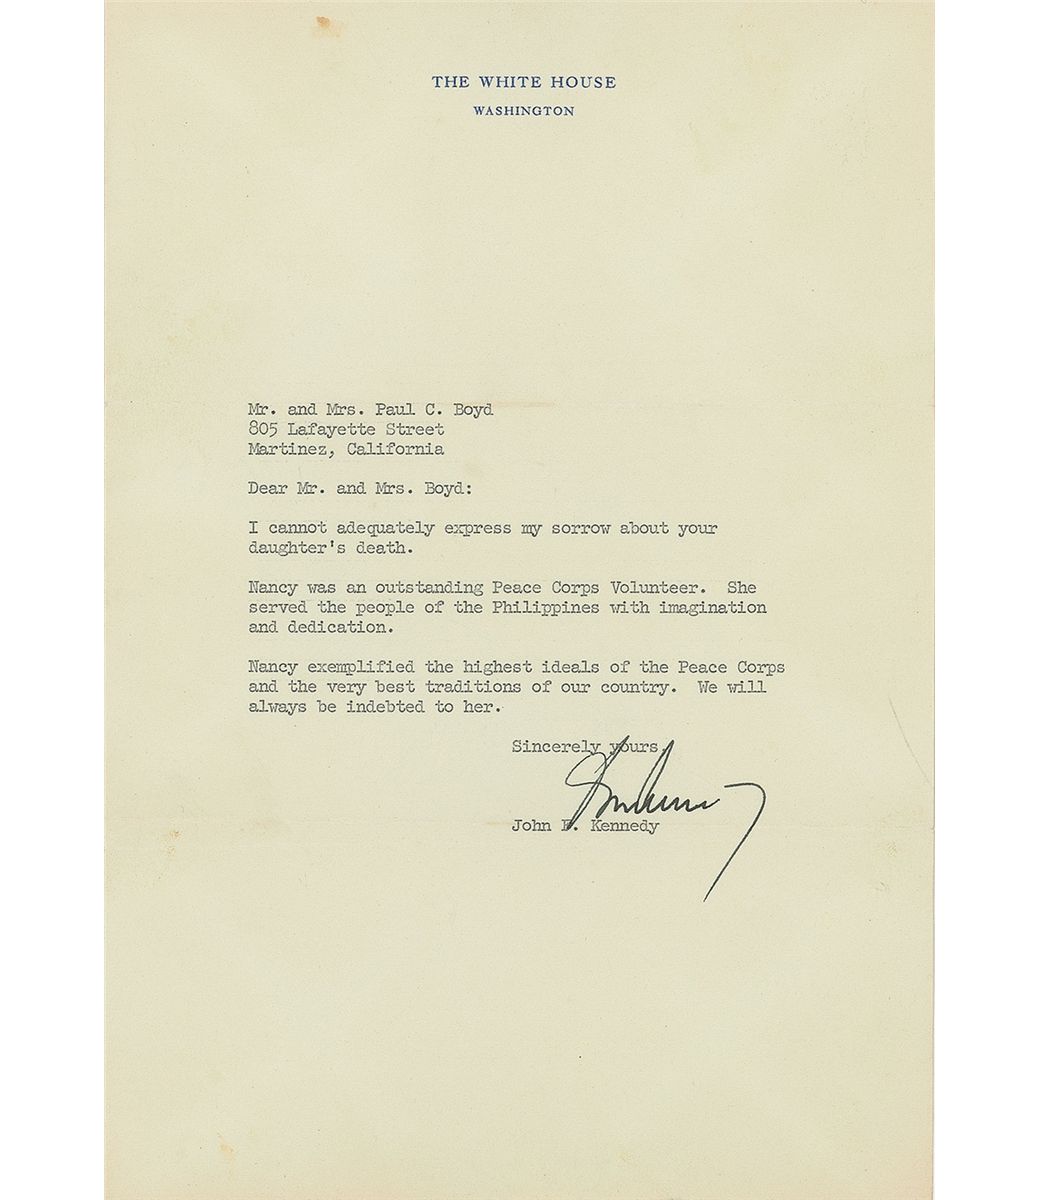 THE WHITE HOUSE
WASHINGTON
Mr. and Mrs. Paul C. Boyd
805 Lafayette Street
Martinez, California
Dear Mr. and Mrs. Boyd:
I cannot adequately express my sorrow about your
daughter's death.
Nancy was an outstanding Peace Corps Volunteer. She
served the people of the Philippines with imagination
and dedication.
Nancy exemplified the highest ideals of the Peace Corps
and the very best traditions of our country. We will
always be indebted to her.
Sincerely yours,
John F. Kennedy